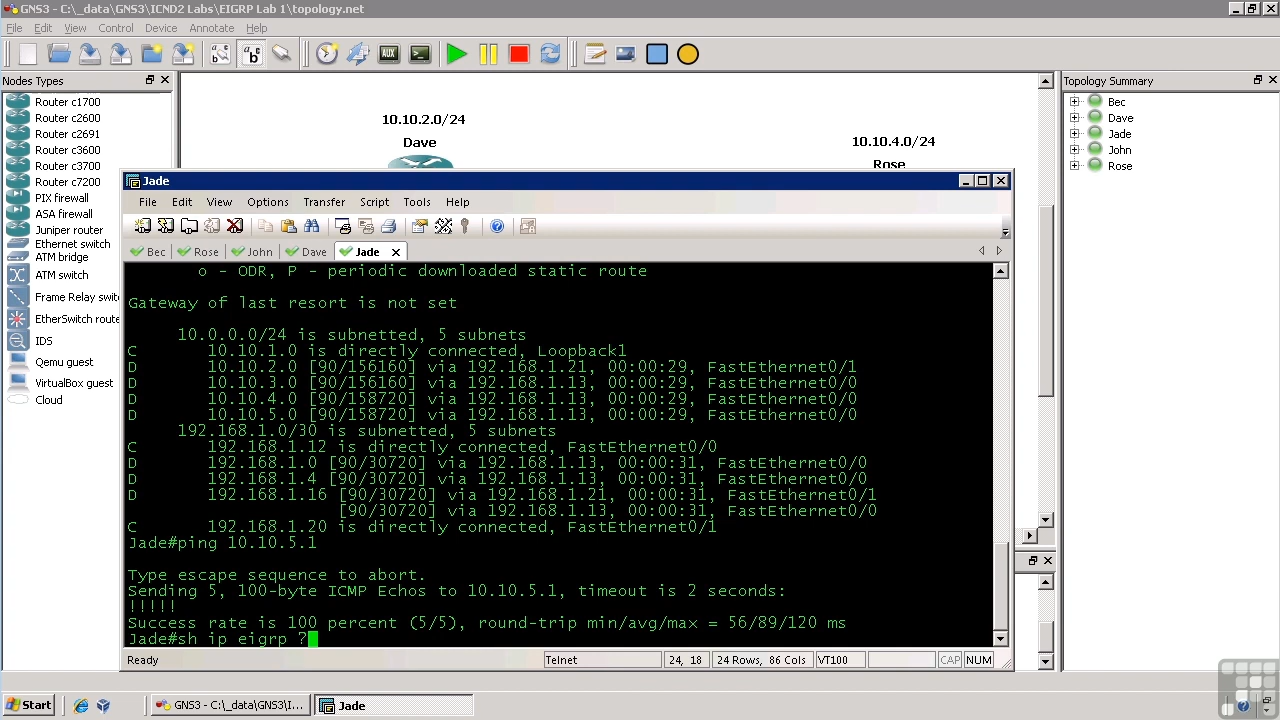 GNS3 - C:\_data\GNS3\ICND2 Labs\EIGRP Lab 1\topology.net
File Edit View Control Device Annotate Help
Nodes Types
Router c1700
Router c2600
Router c2691
Router c3600
Router c3700
Router c7200
PIX firewall
ASA firewall
Juniper router
Ethernet switch
ATM bridge
ATM switch
Frame Relay switc
EtherSwitch route
IDS
Qemu guest
VirtualBox guest
Cloud
AUX
10.10.2.0/24
Dave
10.10.4.0/24
Rose
Topology Summary
Bec
Dave
Jade
John
Rose
Jade
File Edit View Options Transfer Script Tools Help
Bec Rose John Dave Jade
o - ODR, P - periodic downloaded static route
Gateway of last resort is not set
10.0.0.0/24 is subnetted, 5 subnets
C 10.10.1.0 is directly connected, Loopback1
D 10.10.2.0 [90/156160] via 192.168.1.21, 00:00:29, FastEthernet0/1
D 10.10.3.0 [90/156160] via 192.168.1.13, 00:00:29, FastEthernet0/0
D 10.10.4.0 [90/158720] via 192.168.1.13, 00:00:29, FastEthernet0/0
D 10.10.5.0 [90/158720] via 192.168.1.13, 00:00:29, FastEthernet0/0
192.168.1.0/30 is subnetted, 5 subnets
C 192.168.1.12 is directly connected, FastEthernet0/0
D 192.168.1.0 [90/30720] via 192.168.1.13, 00:00:31, FastEthernet0/0
D 192.168.1.4 [90/30720] via 192.168.1.13, 00:00:31, FastEthernet0/0
D 192.168.1.16 [90/30720] via 192.168.1.21, 00:00:31, FastEthernet0/1
[90/30720] via 192.168.1.13, 00:00:31, FastEthernet0/0
C 192.168.1.20 is directly connected, FastEthernet0/1
Jade#ping 10.10.5.1
Type escape sequence to abort.
Sending 5, 100-byte ICMP Echos to 10.10.5.1, timeout is 2 seconds:
!!!!!
Success rate is 100 percent (5/5), round-trip min/avg/max = 56/89/120 ms
Jade#sh ip eigrp ?
Ready Telnet 24, 18 24 Rows, 86 Cols VT100 CAP NUM
Start GNS3 - C:\_data\GNS3\I... Jade